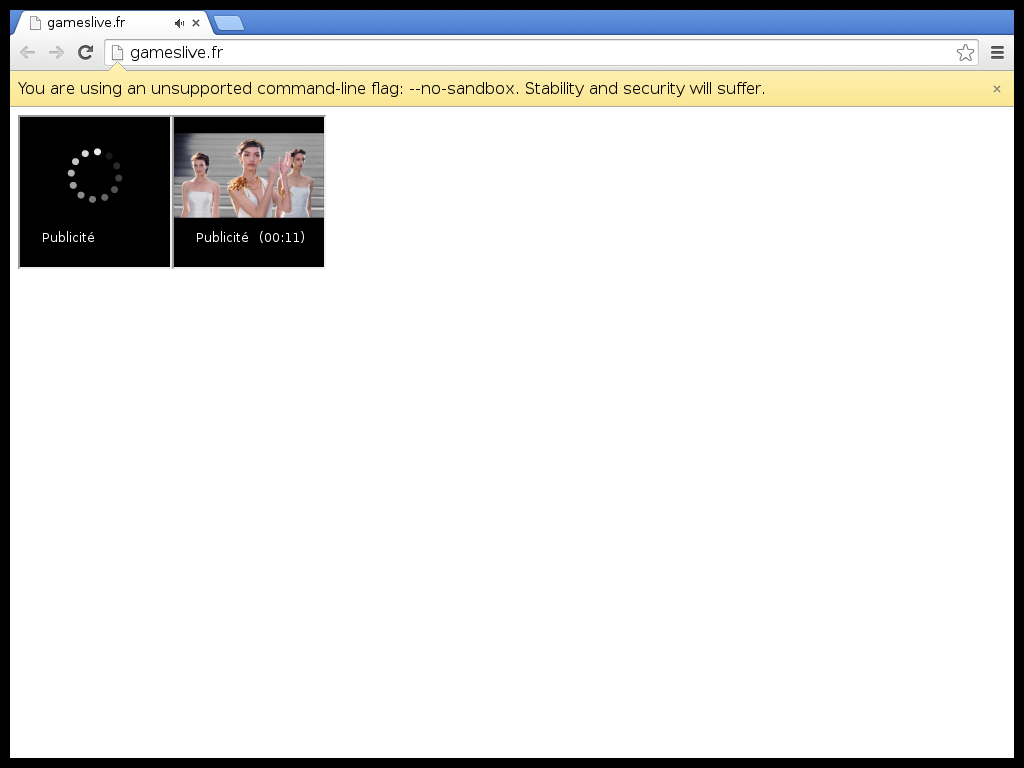 gameslive.fr
gameslive.fr
You are using an unsupported command-line flag: --no-sandbox. Stability and security will suffer.
Publicité
Publicité (00:11)